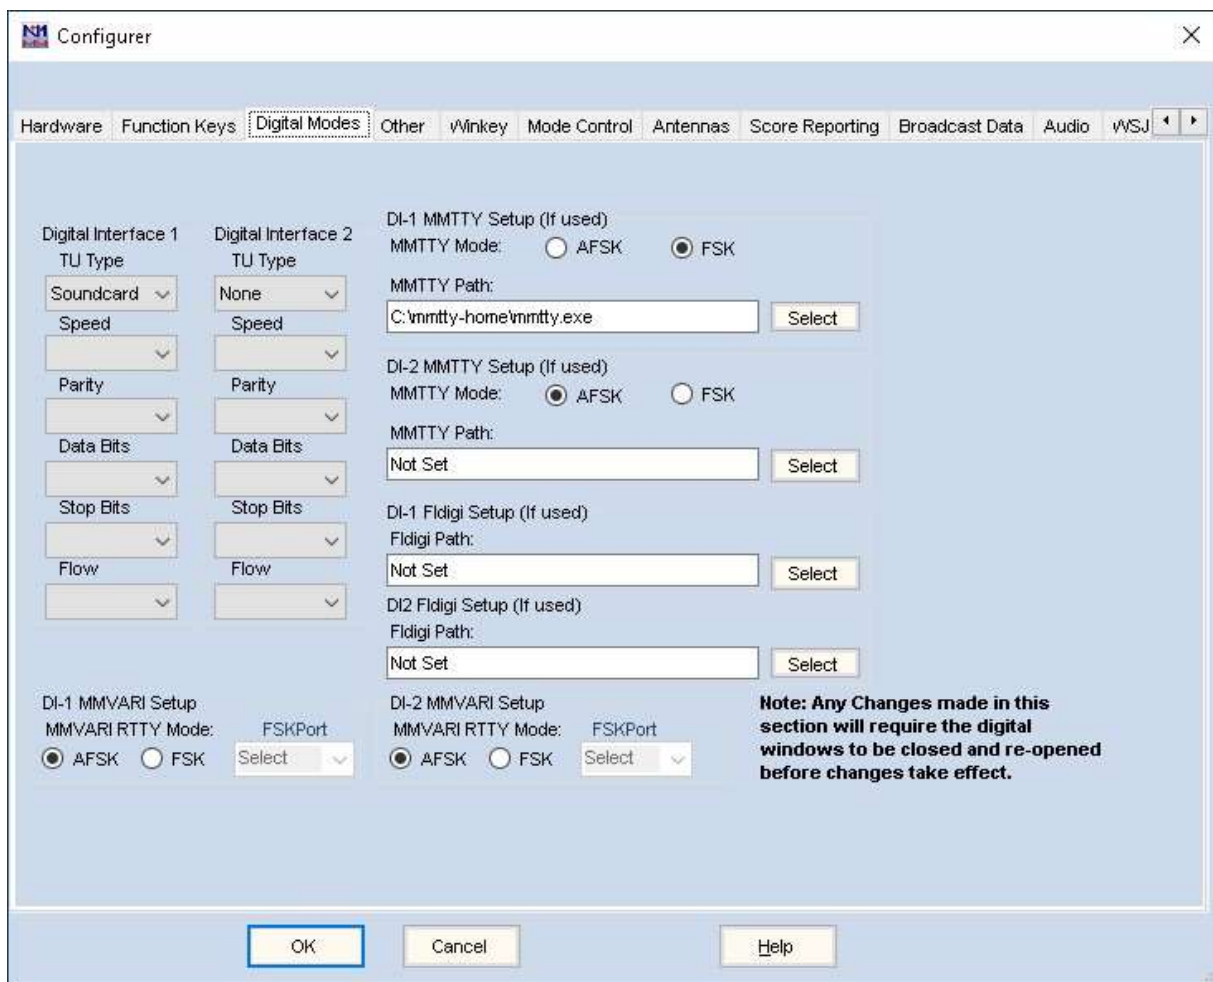 Configurer
Hardware Function Keys Digital Modes Other Winkey Mode Control Antennas Score Reporting Broadcast Data Audio WSJ
Digital Interface 1
TU Type
Soundcard
Speed
Parity
Data Bits
Stop Bits
Flow
Digital Interface 2
TU Type
None
Speed
Parity
Data Bits
Stop Bits
Flow
DI-1 MMTTY Setup (If used)
MMTTY Mode: AFSK FSK
MMTTY Path:
C:\mmtty-home\mmtty.exe Select
DI-2 MMTTY Setup (If used)
MMTTY Mode: AFSK FSK
MMTTY Path:
Not Set Select
DI-1 Fldigi Setup (If used)
Fldigi Path:
Not Set Select
DI2 Fldigi Setup (If used)
Fldigi Path:
Not Set Select
DI-1 MMVARI Setup
MMVARI RTTY Mode: FSKPort
AFSK FSK Select
DI-2 MMVARI Setup
MMVARI RTTY Mode: FSKPort
AFSK FSK Select
Note: Any Changes made in this
section will require the digital
windows to be closed and re-opened
before changes take effect.
OK Cancel Help